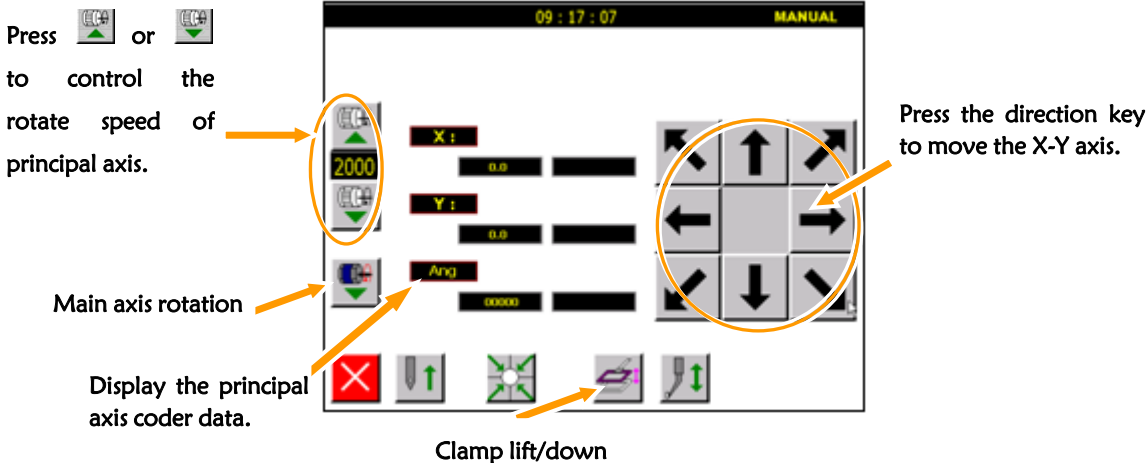 Press or
to control the
rotate speed of
principal axis.
09 : 17 : 07 MANUAL
2000
X :
0.0
Y :
0.0
Ang
00000
Press the direction key
to move the X-Y axis.
Main axis rotation
Display the principal
axis coder data.
Clamp lift/down